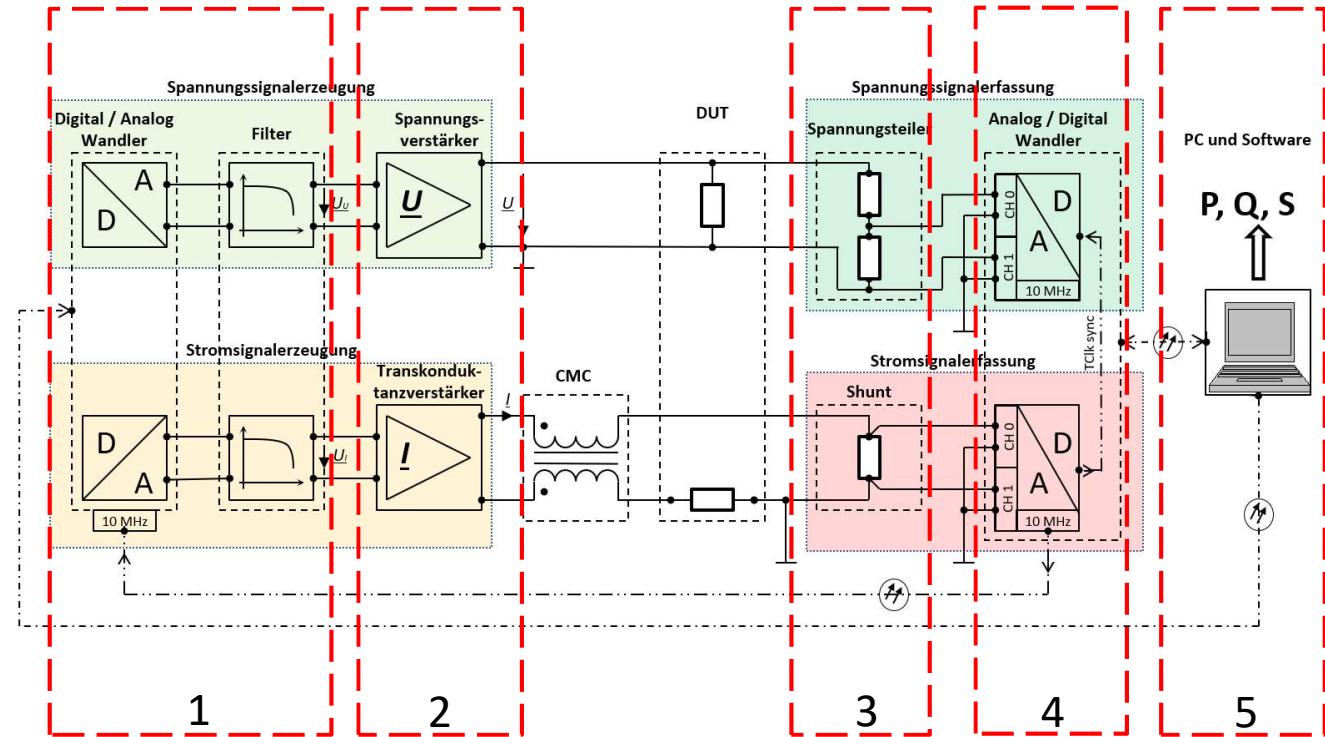 Spannungssignalerzeugung
Digital / Analog
Wandler
Filter
Spannungs-
verstärker
A
D
U_U
U
U
DUT
Spannungssignalerfassung
Spannungsteiler
Analog / Digital
Wandler
CH 0
CH 1
D
A
10 MHz
PC und Software
P, Q, S
TClk sync
Stromsignalerzeugung
Transkonduk-
tanzverstärker
D
A
10 MHz
U_I
I
I
CMC
Stromsignalerfassung
Shunt
CH 0
CH 1
D
A
10 MHz
1
2
3
4
5